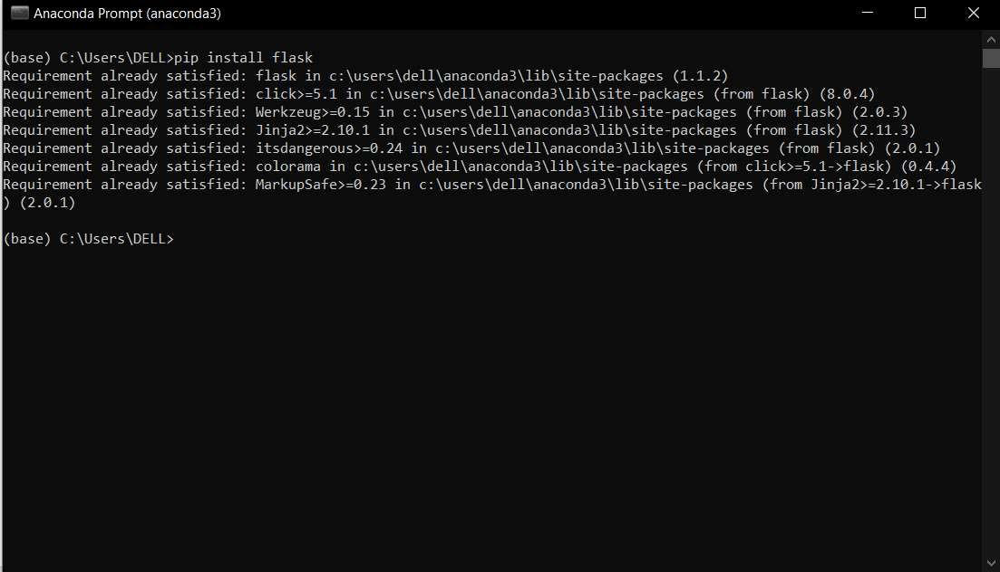 Anaconda Prompt (anaconda3)
(base) C:\Users\DELL>pip install flask
Requirement already satisfied: flask in c:\users\dell\anaconda3\lib\site-packages (1.1.2)
Requirement already satisfied: click>=5.1 in c:\users\dell\anaconda3\lib\site-packages (from flask) (8.0.4)
Requirement already satisfied: Werkzeug>=0.15 in c:\users\dell\anaconda3\lib\site-packages (from flask) (2.0.3)
Requirement already satisfied: Jinja2>=2.10.1 in c:\users\dell\anaconda3\lib\site-packages (from flask) (2.11.3)
Requirement already satisfied: itsdangerous>=0.24 in c:\users\dell\anaconda3\lib\site-packages (from flask) (2.0.1)
Requirement already satisfied: colorama in c:\users\dell\anaconda3\lib\site-packages (from click>=5.1->flask) (0.4.4)
Requirement already satisfied: MarkupSafe>=0.23 in c:\users\dell\anaconda3\lib\site-packages (from Jinja2>=2.10.1->flask
) (2.0.1)
(base) C:\Users\DELL>